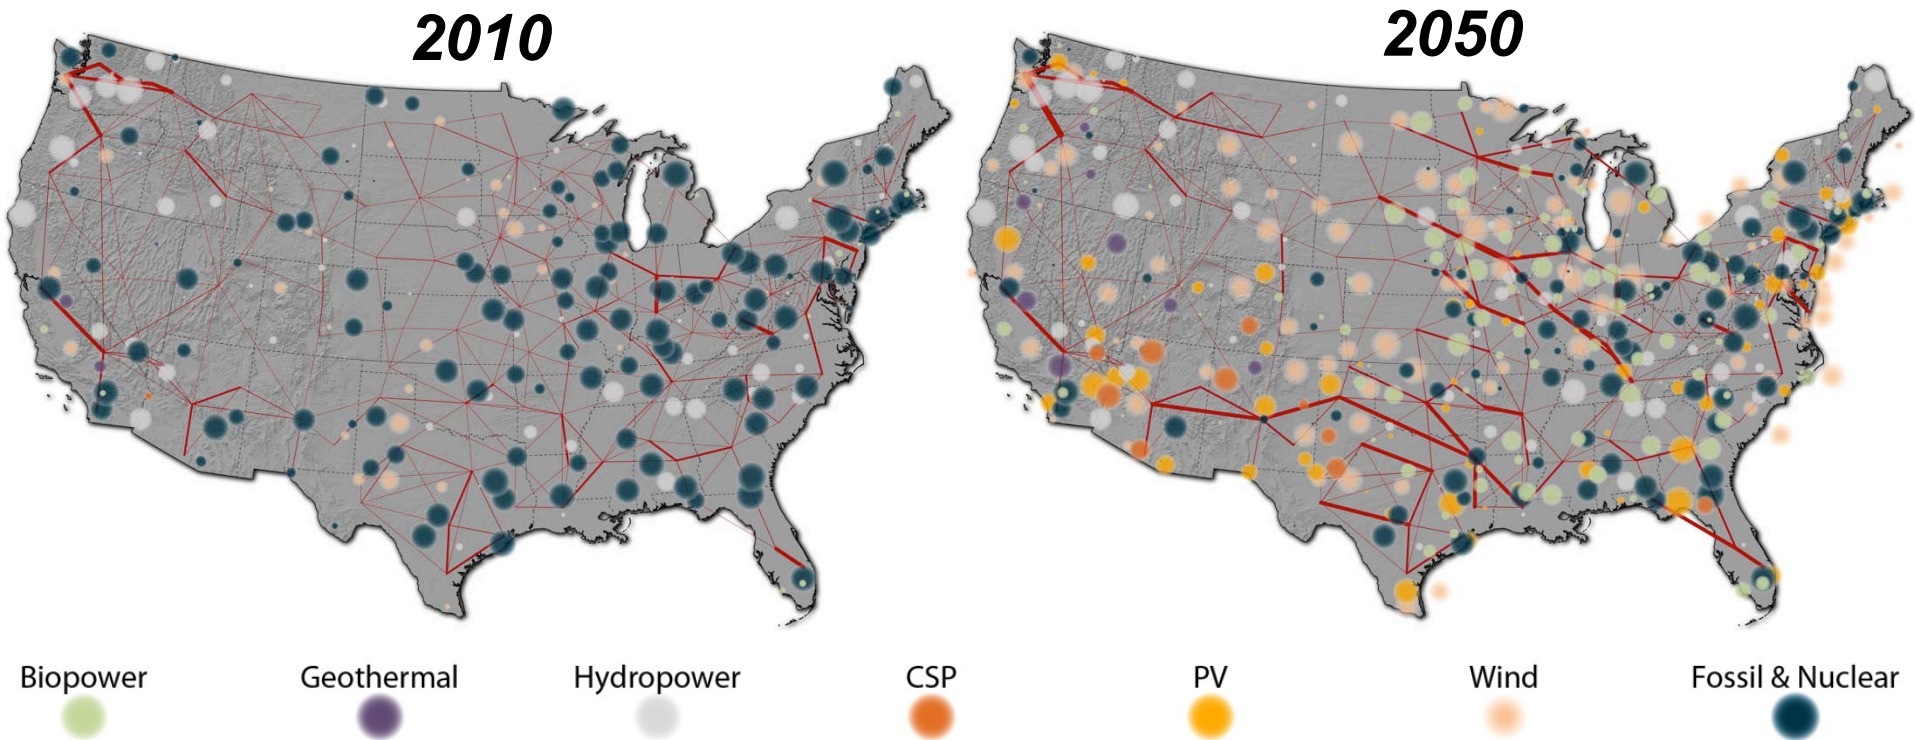 2010
2050
Biopower
Geothermal
Hydropower
CSP
PV
Wind
Fossil & Nuclear